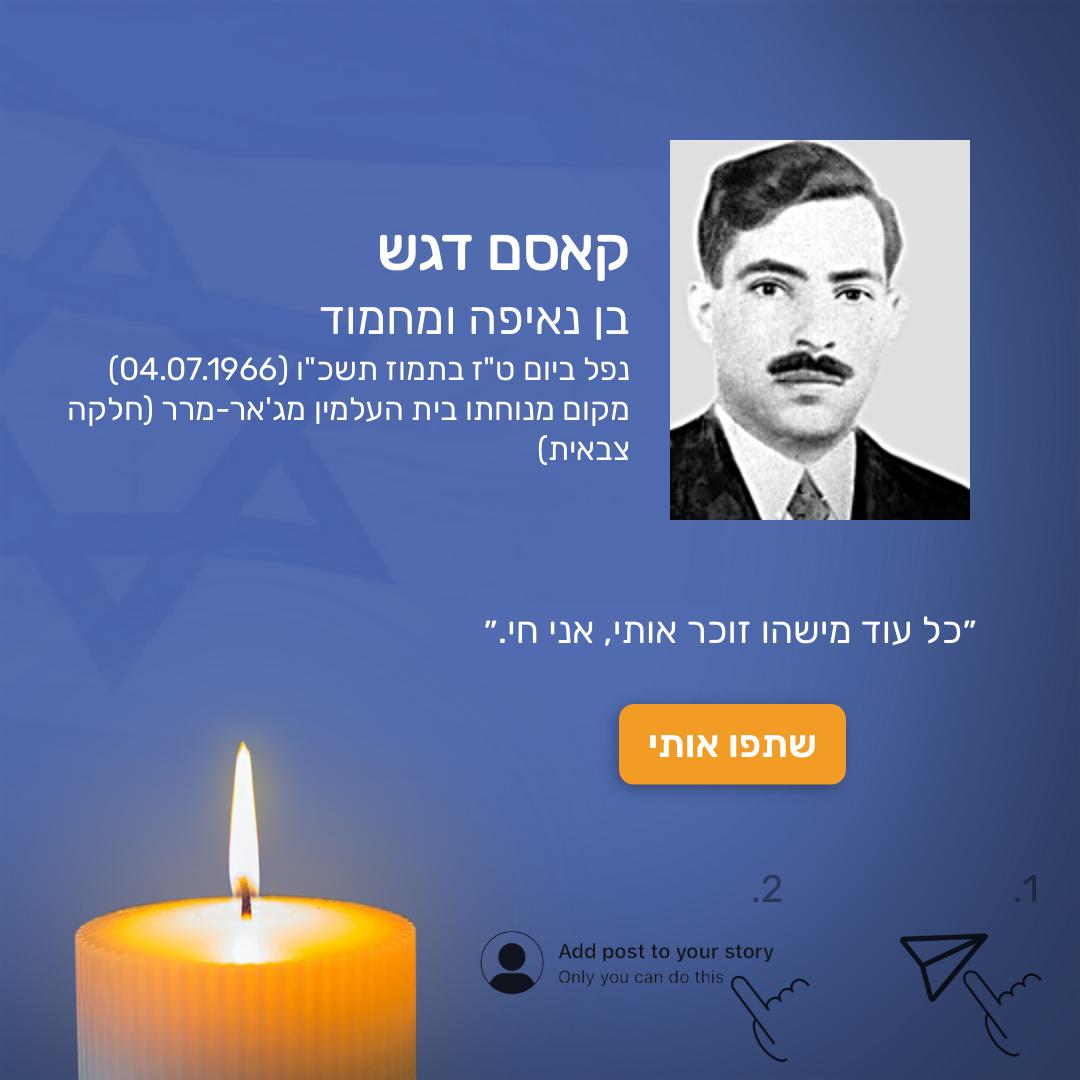 קאסם דגש
בן נאיפה ומחמוד
נפל ביום ט"ז בתמוז תשכ"ו (04.07.1966)
מקום מנוחתו בית העלמין מג'אר-מרר (חלקה
צבאית)
״כל עוד מישהו זוכר אותי, אני חי.״
שתפו אותי
.1
.2
Add post to your story
Only you can do this